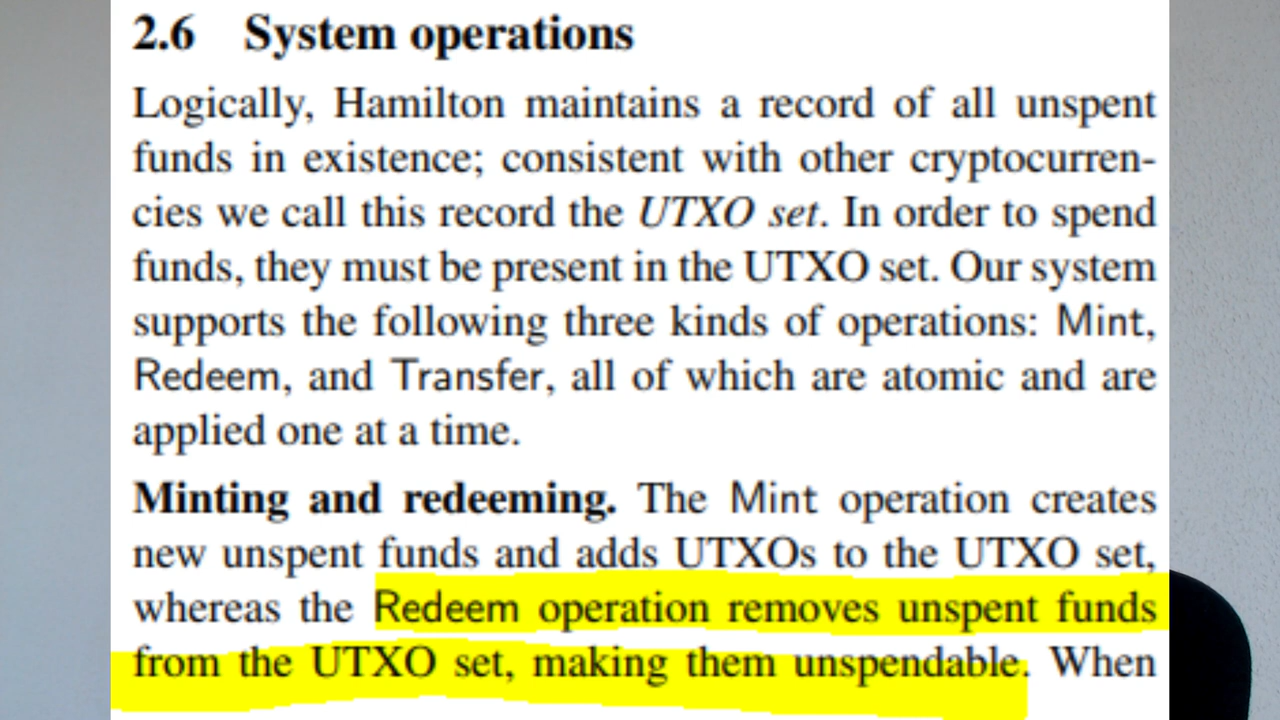 2.6 System operations
Logically, Hamilton maintains a record of all unspent
funds in existence; consistent with other cryptocurren-
cies we call this record the UTXO set. In order to spend
funds, they must be present in the UTXO set. Our system
supports the following three kinds of operations: Mint,
Redeem, and Transfer, all of which are atomic and are
applied one at a time.
Minting and redeeming. The Mint operation creates
new unspent funds and adds UTXOs to the UTXO set,
whereas the Redeem operation removes unspent funds
from the UTXO set, making them unspendable. When